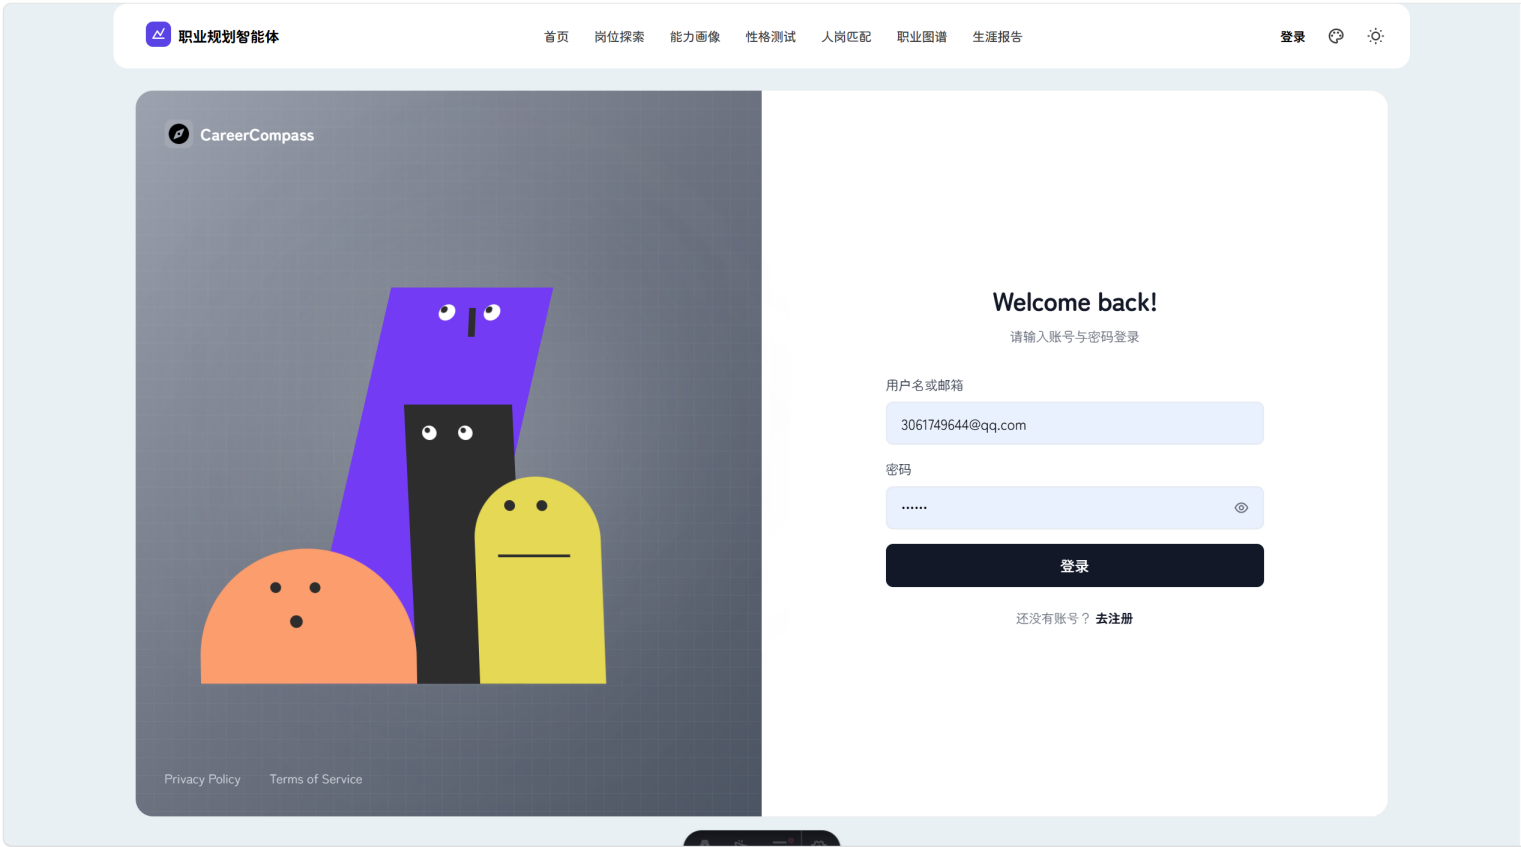 职业规划智能体
首页 岗位探索 能力画像 性格测试 人岗匹配 职业图谱 生涯报告
登录
CareerCompass
Welcome back!
请输入账号与密码登录
用户名或邮箱
3061749644@qq.com
密码
••••••
登录
还没有账号？ 去注册
Privacy Policy Terms of Service